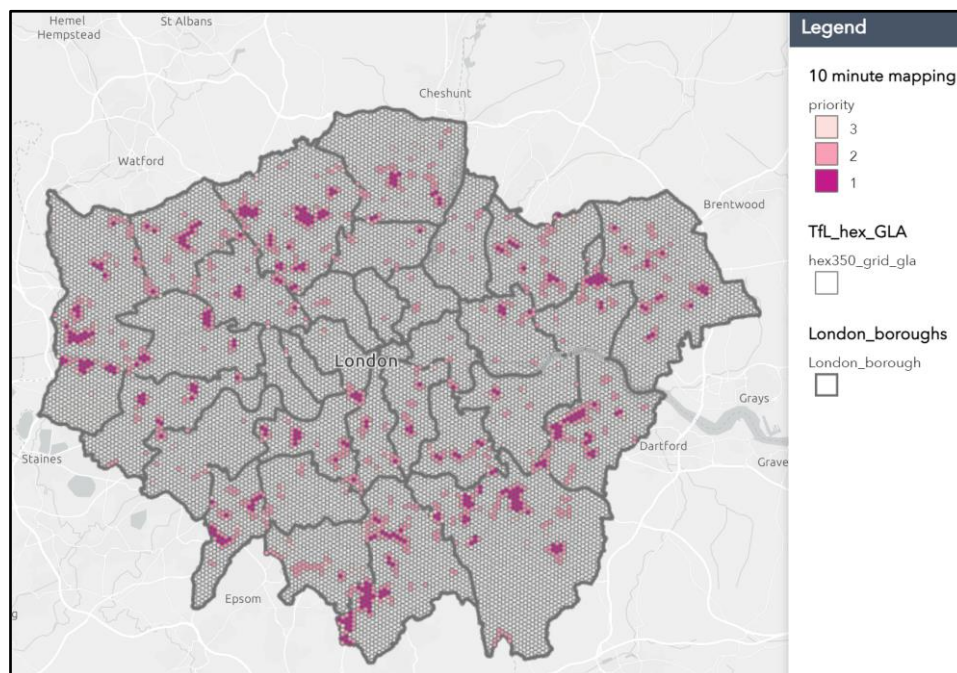 Hemel
Hempstead
St Albans
Cheshunt
Watford
Brentwood
London
Grays
Staines
Dartford
Grave
Epsom
g
Legend
10 minute mapping
priority
3
2
1
TfL_hex_GLA
hex350_grid_gla
London_boroughs
London_borough